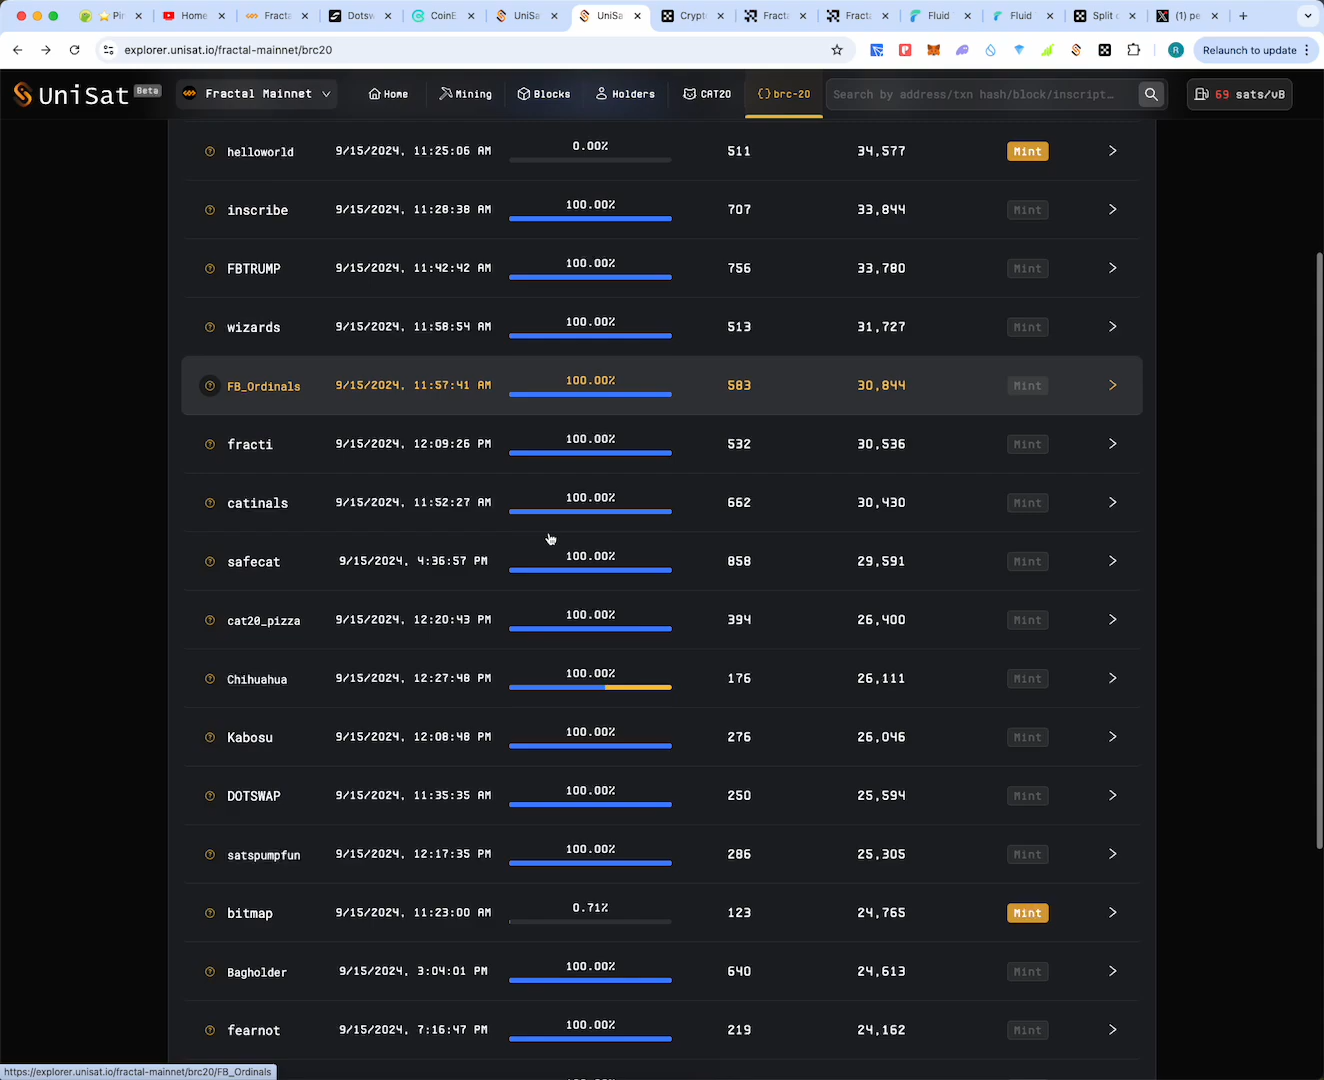 Pin
Home
Fracta
Dotsw
CoinE
UniSa
UniSa
Crypto
Fracta
Fracta
Fluid
Fluid
Split o
(1) pe
explorer.unisat.io/fractal-mainnet/brc20
R
Relaunch to update
UniSat Beta
Fractal Mainnet
Home
Mining
Blocks
Holders
CAT20
brc-20
Search by address/txn hash/block/inscript…
69 sats/vB
helloworld 9/15/2024, 11:25:06 AM 0.00% 511 34,577 Mint
inscribe 9/15/2024, 11:28:38 AM 100.00% 707 33,844 Mint
FBTRUMP 9/15/2024, 11:42:42 AM 100.00% 756 33,780 Mint
wizards 9/15/2024, 11:58:54 AM 100.00% 513 31,727 Mint
FB_Ordinals 9/15/2024, 11:57:41 AM 100.00% 583 30,844 Mint
fracti 9/15/2024, 12:09:26 PM 100.00% 532 30,536 Mint
catinals 9/15/2024, 11:52:27 AM 100.00% 662 30,430 Mint
safecat 9/15/2024, 4:36:57 PM 100.00% 858 29,591 Mint
cat20_pizza 9/15/2024, 12:20:43 PM 100.00% 394 26,400 Mint
Chihuahua 9/15/2024, 12:27:48 PM 100.00% 176 26,111 Mint
Kabosu 9/15/2024, 12:08:48 PM 100.00% 276 26,046 Mint
DOTSWAP 9/15/2024, 11:35:35 AM 100.00% 250 25,594 Mint
satspumpfun 9/15/2024, 12:17:35 PM 100.00% 286 25,305 Mint
bitmap 9/15/2024, 11:23:00 AM 0.71% 123 24,765 Mint
Bagholder 9/15/2024, 3:04:01 PM 100.00% 640 24,613 Mint
fearnot 9/15/2024, 7:16:47 PM 100.00% 219 24,162 Mint
https://explorer.unisat.io/fractal-mainnet/brc20/FB_Ordinals